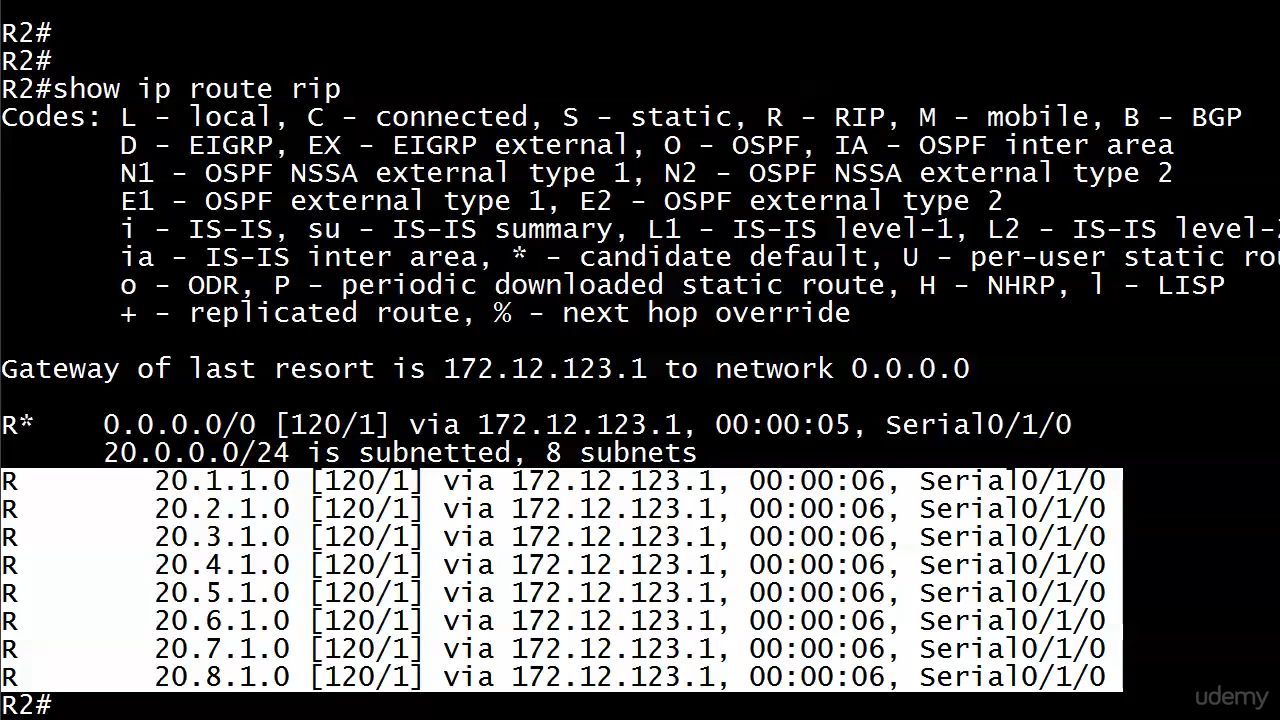 R2#
R2#
R2#show ip route rip
Codes: L - local, C - connected, S - static, R - RIP, M - mobile, B - BGP
D - EIGRP, EX - EIGRP external, O - OSPF, IA - OSPF inter area
N1 - OSPF NSSA external type 1, N2 - OSPF NSSA external type 2
E1 - OSPF external type 1, E2 - OSPF external type 2
i - IS-IS, su - IS-IS summary, L1 - IS-IS level-1, L2 - IS-IS level-
ia - IS-IS inter area, * - candidate default, U - per-user static rou
o - ODR, P - periodic downloaded static route, H - NHRP, l - LISP
+ - replicated route, % - next hop override
Gateway of last resort is 172.12.123.1 to network 0.0.0.0
R* 0.0.0.0/0 [120/1] via 172.12.123.1, 00:00:05, Serial0/1/0
20.0.0.0/24 is subnetted, 8 subnets
R 20.1.1.0 [120/1] via 172.12.123.1, 00:00:06, Serial0/1/0
R 20.2.1.0 [120/1] via 172.12.123.1, 00:00:06, Serial0/1/0
R 20.3.1.0 [120/1] via 172.12.123.1, 00:00:06, Serial0/1/0
R 20.4.1.0 [120/1] via 172.12.123.1, 00:00:06, Serial0/1/0
R 20.5.1.0 [120/1] via 172.12.123.1, 00:00:06, Serial0/1/0
R 20.6.1.0 [120/1] via 172.12.123.1, 00:00:06, Serial0/1/0
R 20.7.1.0 [120/1] via 172.12.123.1, 00:00:06, Serial0/1/0
R 20.8.1.0 [120/1] via 172.12.123.1, 00:00:06, Serial0/1/0
R2#
udemy